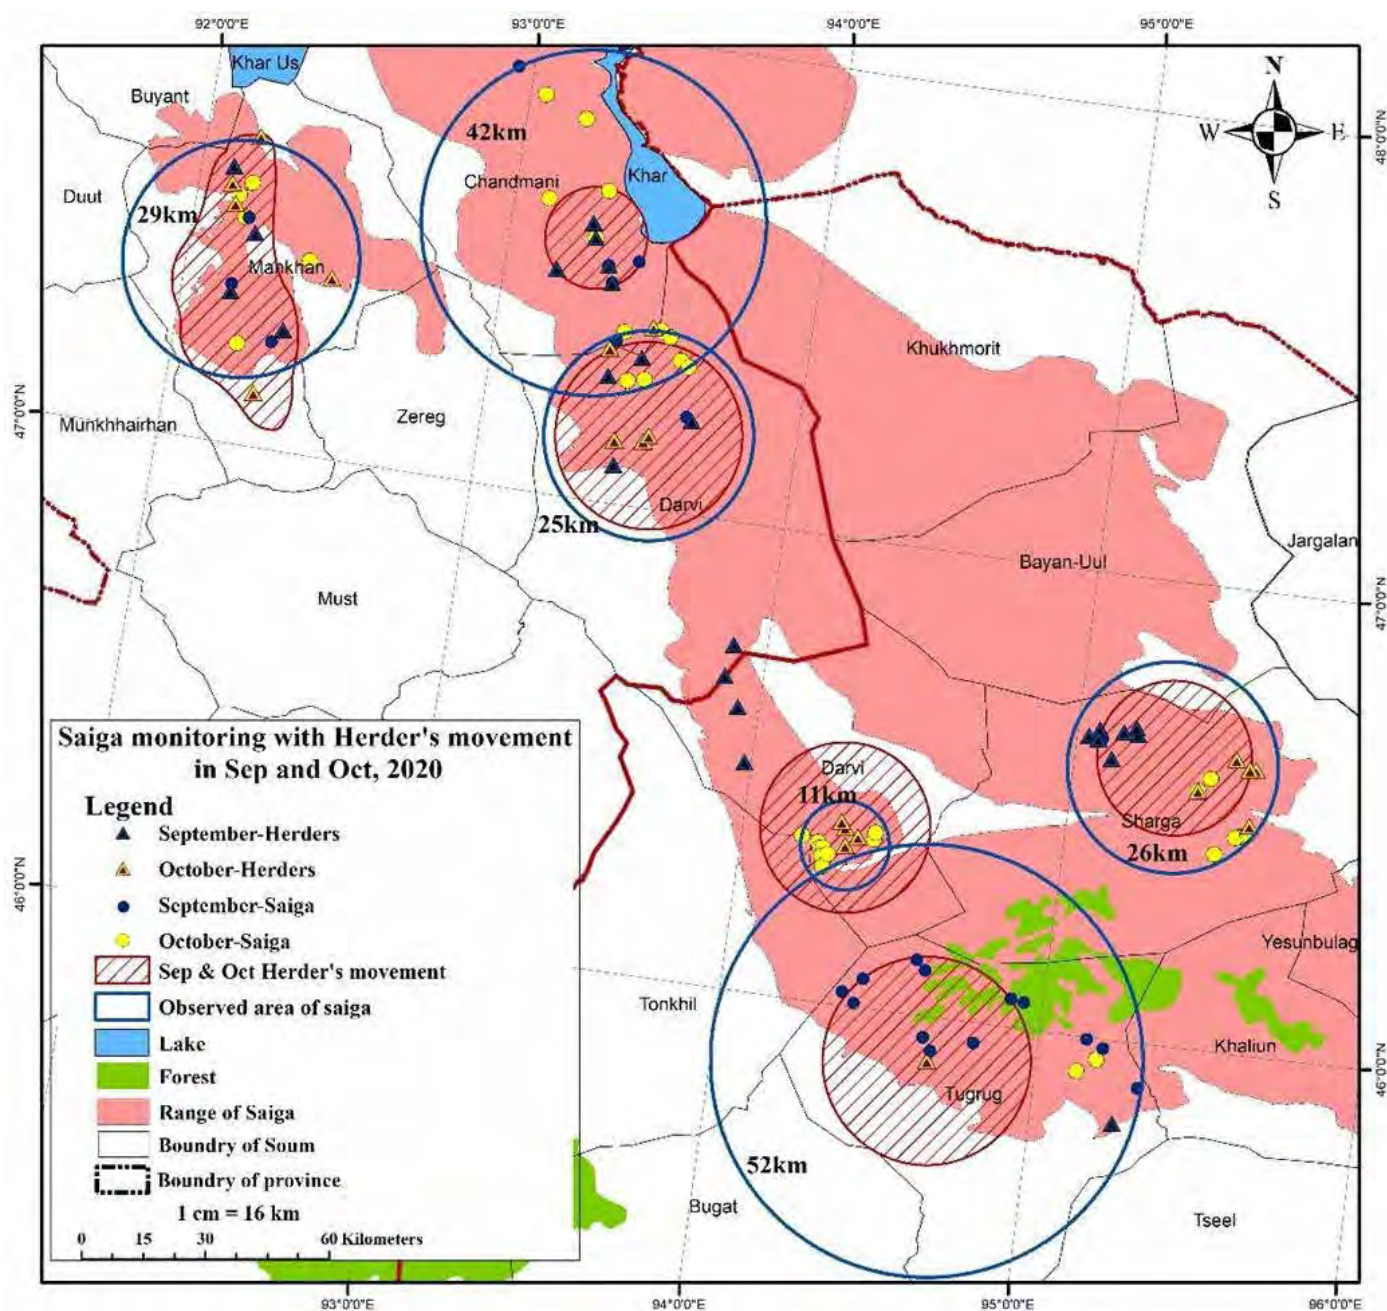 92°0'0"E
93°0'0"E
94°0'0"E
95°0'0"E
Khar Us
Buyant
42km
N
W
E
S
48°0'0"N
Chandmani
Khar
Duut
29km
Mankhan
Khukhmorit
47°0'0"N
Munkhhairhan
Zereg
Darvi
25km
Jargalan
Bayan-Uul
Must
47°0'0"N
Saiga monitoring with Herder's movement
in Sep and Oct, 2020
Legend
September-Herders
October-Herders
September-Saiga
October-Saiga
Sep & Oct Herder's movement
Observed area of saiga
Lake
Forest
Range of Saiga
Boundry of Soum
Boundry of province
1 cm = 16 km
0 15 30 60 Kilometers
Darvi
11km
Sharga
26km
46°0'0"N
Yesunbulag
Tonkhil
Khaliun
46°0'0"N
Tugrug
52km
Bugat
Tseel
93°0'0"E
94°0'0"E
95°0'0"E
96°0'0"E